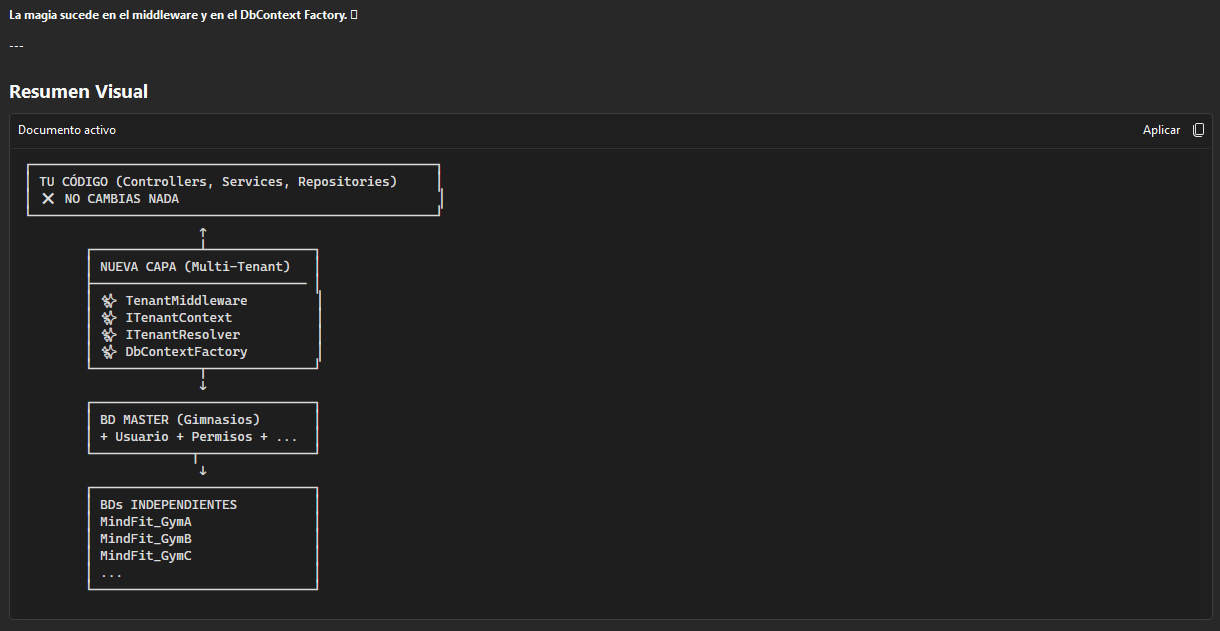 La magia sucede en el middleware y en el DbContext Factory. 
---
Resumen Visual
Documento activo
Aplicar
TU CÓDIGO (Controllers, Services, Repositories)
❌ NO CAMBIAS NADA
↑
NUEVA CAPA (Multi-Tenant)
✨ TenantMiddleware
✨ ITenantContext
✨ ITenantResolver
✨ DbContextFactory
↓
BD MASTER (Gimnasios)
+ Usuario + Permisos + ...
↓
BDs INDEPENDIENTES
MindFit_GymA
MindFit_GymB
MindFit_GymC
...